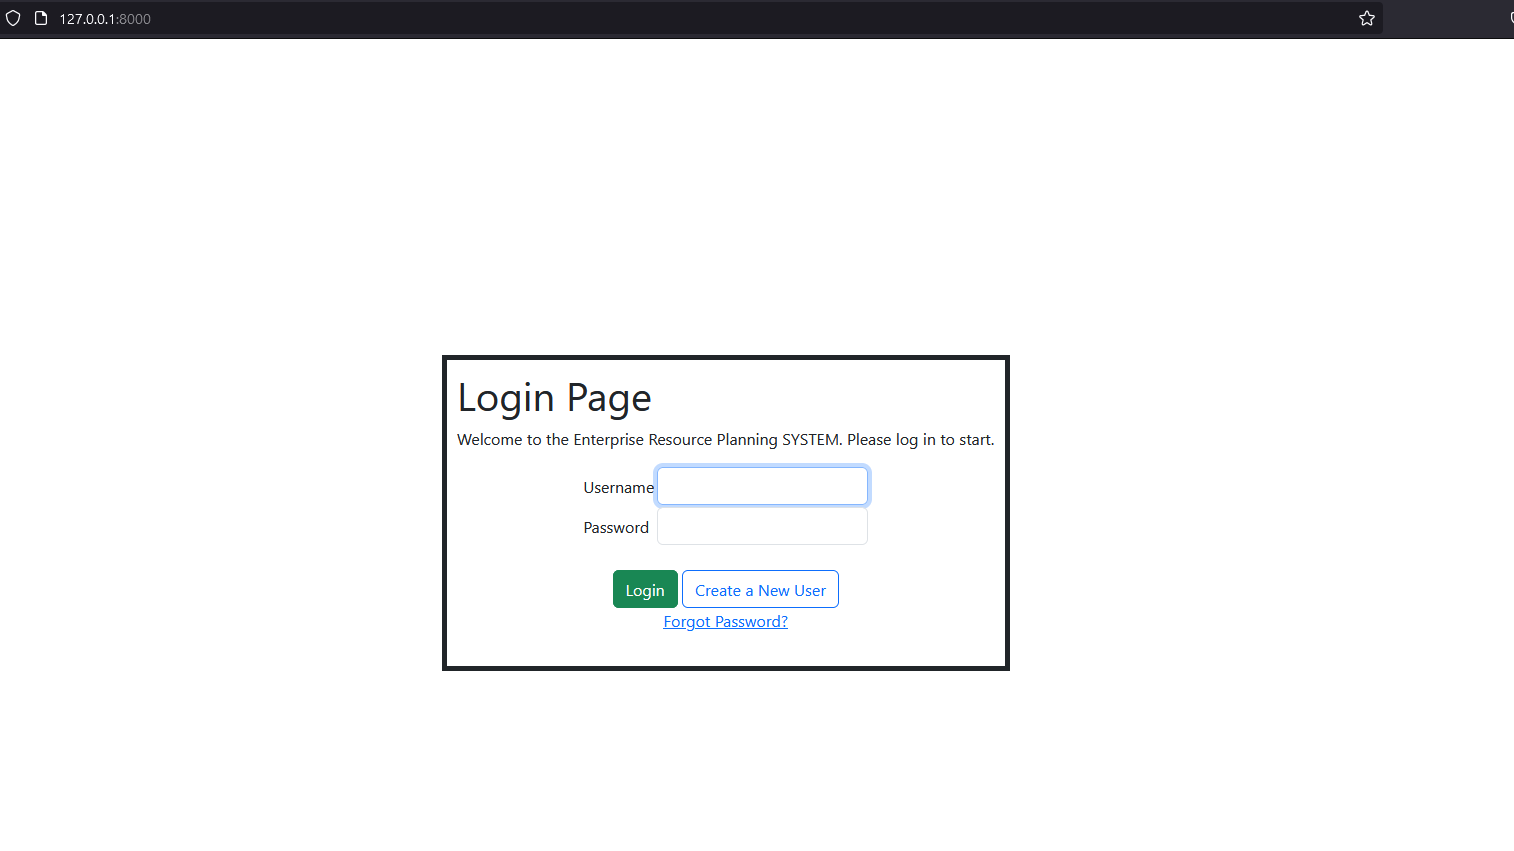 127.0.0.1:8000
Login Page
Welcome to the Enterprise Resource Planning SYSTEM. Please log in to start.
Username
Password
Login Create a New User
Forgot Password?